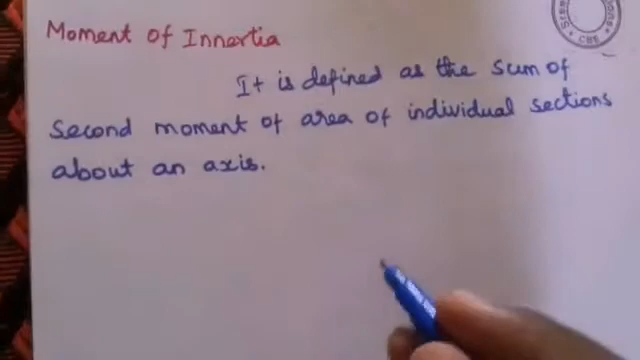 Moment Of Innertia
It is defined as the sum of
second moment of area of individual sections
about an axis.
CBE